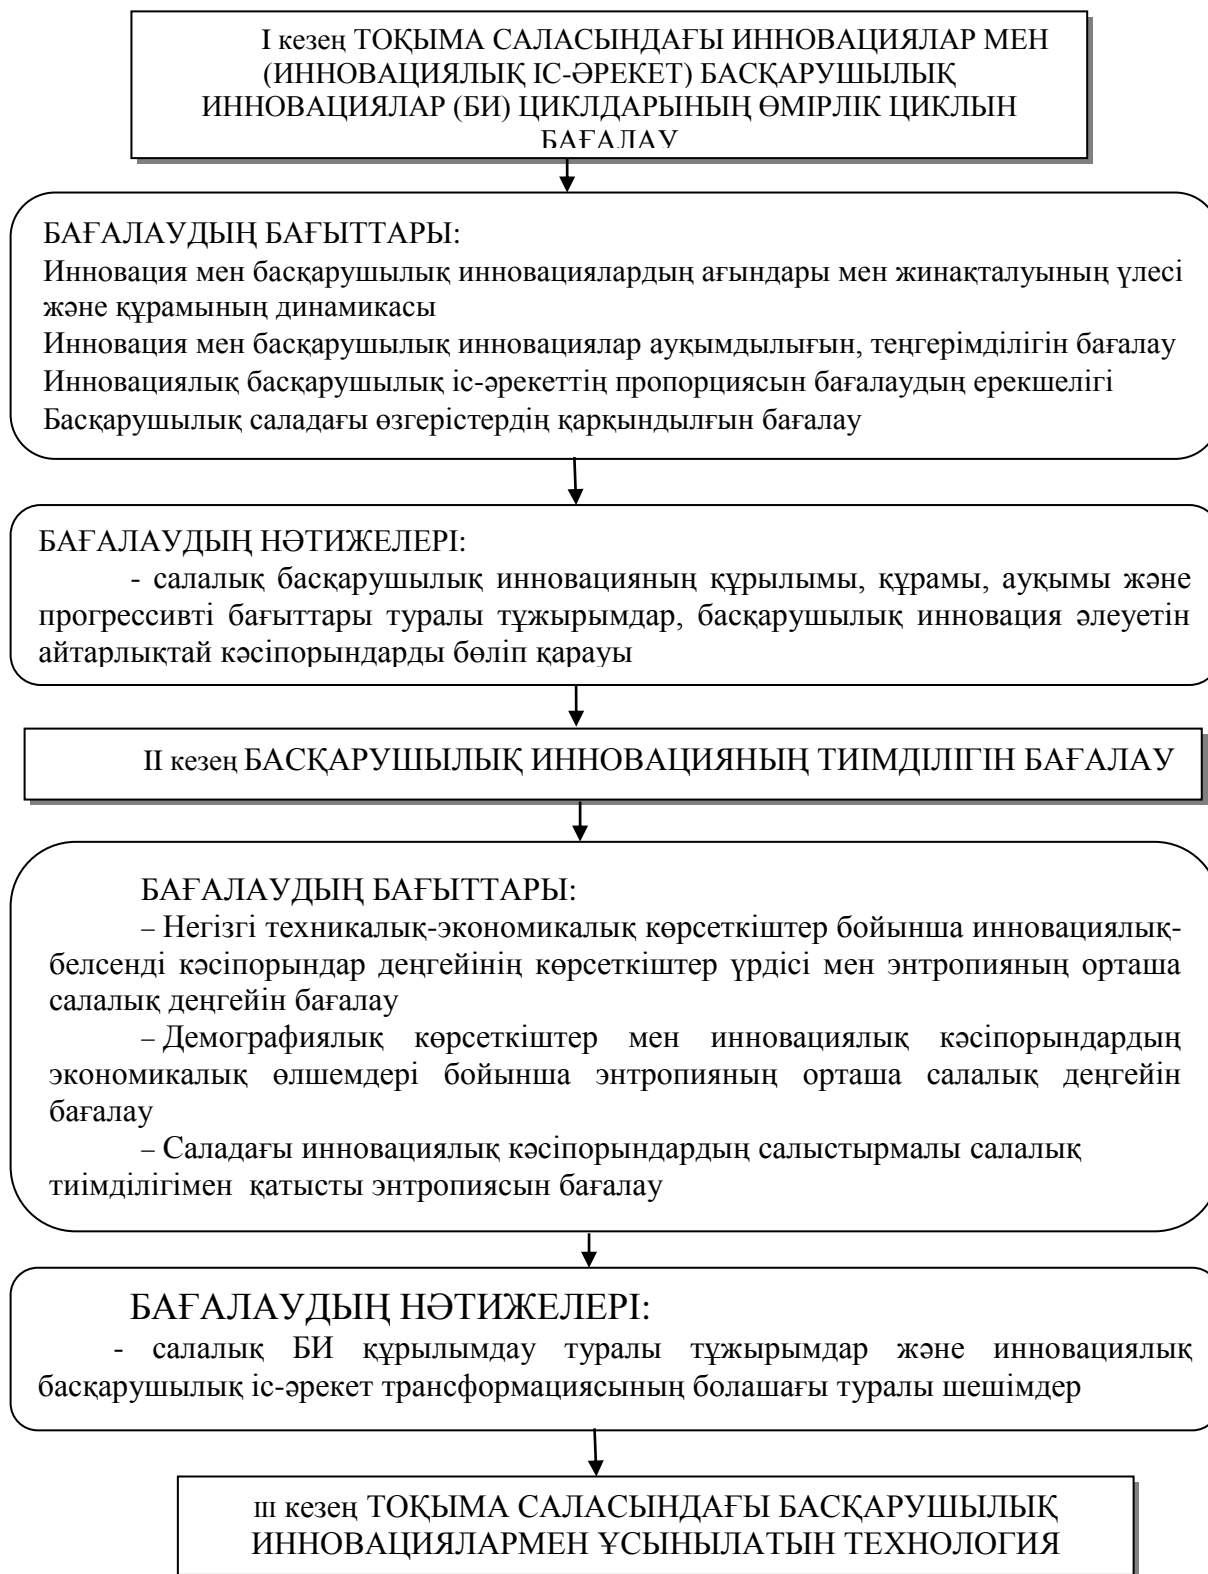 I кезең ТОҚЫМА САЛАСЫНДАҒЫ ИННОВАЦИЯЛАР МЕН
(ИННОВАЦИЯЛЫҚ ІС-ӘРЕКЕТ) БАСҚАРУШЫЛЫҚ
ИННОВАЦИЯЛАР (БИ) ЦИКЛДАРЫНЫҢ ӨМІРЛІК ЦИКЛЫН
БАҒАЛАУ
БАҒАЛАУДЫҢ БАҒЫТТАРЫ:
Инновация мен басқарушылық инновациялардың ағындары мен жинақталуының үлесі
және құрамының динамикасы
Инновация мен басқарушылық инновациялар ауқымдылығын, теңгерімділігін бағалау
Инновациялық басқарушылық іс-әрекеттің пропорциясын бағалаудың ерекшелігі
Басқарушылық саладағы өзгерістердің қарқындылғын бағалау
БАҒАЛАУДЫҢ НӘТИЖЕЛЕРІ:
- салалық басқарушылық инновацияның құрылымы, құрамы, ауқымы және
прогрессивті бағыттары туралы тұжырымдар, басқарушылық инновация әлеуетін
айтарлықтай кәсіпорындарды бөліп қарауы
II кезең БАСҚАРУШЫЛЫҚ ИННОВАЦИЯНЫҢ ТИІМДІЛІГІН БАҒАЛАУ
БАҒАЛАУДЫҢ БАҒЫТТАРЫ:
– Негізгі техникалық-экономикалық көрсеткіштер бойынша инновациялық-
белсенді кәсіпорындар деңгейінің көрсеткіштер үрдісі мен энтропияның орташа
салалық деңгейін бағалау
– Демографиялық көрсеткіштер мен инновациялық кәсіпорындардың
экономикалық өлшемдері бойынша энтропияның орташа салалық деңгейін
бағалау
– Саладағы инновациялық кәсіпорындардың салыстырмалы салалық
тиімділігімен қатысты энтропиясын бағалау
БАҒАЛАУДЫҢ НӘТИЖЕЛЕРІ:
- салалық БИ құрылымдау туралы тұжырымдар және инновациялық
басқарушылық іс-әрекет трансформациясының болашағы туралы шешімдер
III кезең ТОҚЫМА САЛАСЫНДАҒЫ БАСҚАРУШЫЛЫҚ
ИННОВАЦИЯЛАРМЕН ҰСЫНЫЛАТЫН ТЕХНОЛОГИЯ